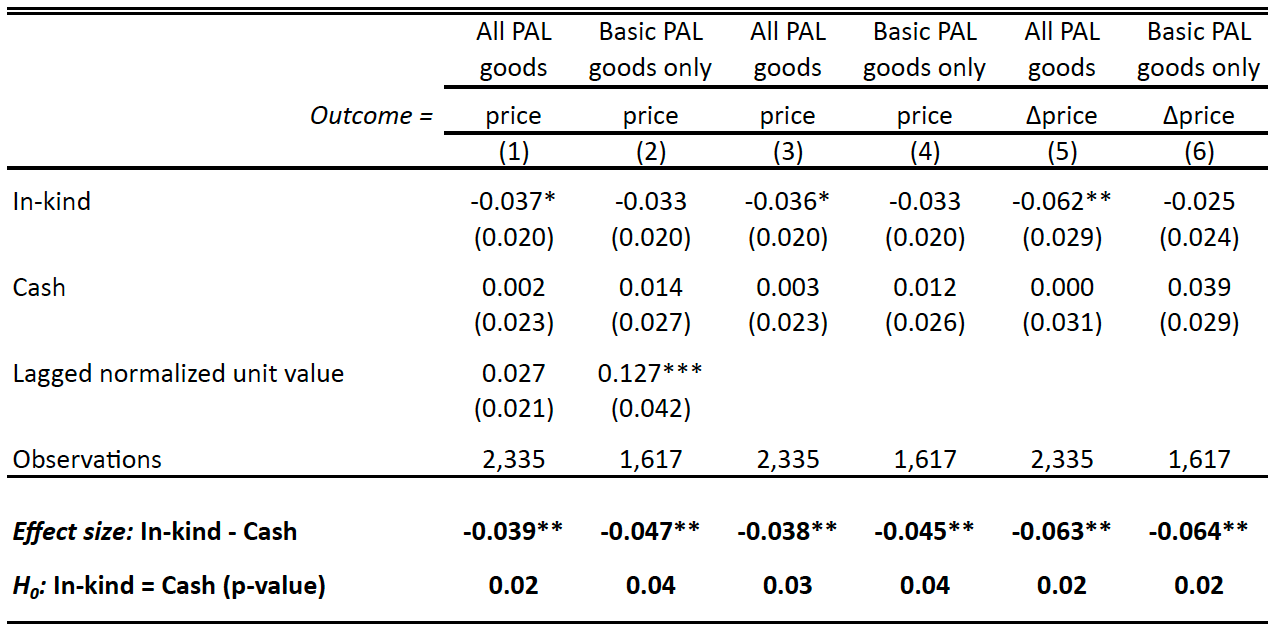 All PAL Basic PAL All PAL Basic PAL All PAL Basic PAL
goods goods only goods goods only goods goods only
Outcome = price price price price Δprice Δprice
(1) (2) (3) (4) (5) (6)
In-kind -0.037* -0.033 -0.036* -0.033 -0.062** -0.025
(0.020) (0.020) (0.020) (0.020) (0.029) (0.024)
Cash 0.002 0.014 0.003 0.012 0.000 0.039
(0.023) (0.027) (0.023) (0.026) (0.031) (0.029)
Lagged normalized unit value 0.027 0.127***
(0.021) (0.042)
Observations 2,335 1,617 2,335 1,617 2,335 1,617
Effect size: In-kind - Cash -0.039** -0.047** -0.038** -0.045** -0.063** -0.064**
H0: In-kind = Cash (p-value) 0.02 0.04 0.03 0.04 0.02 0.02